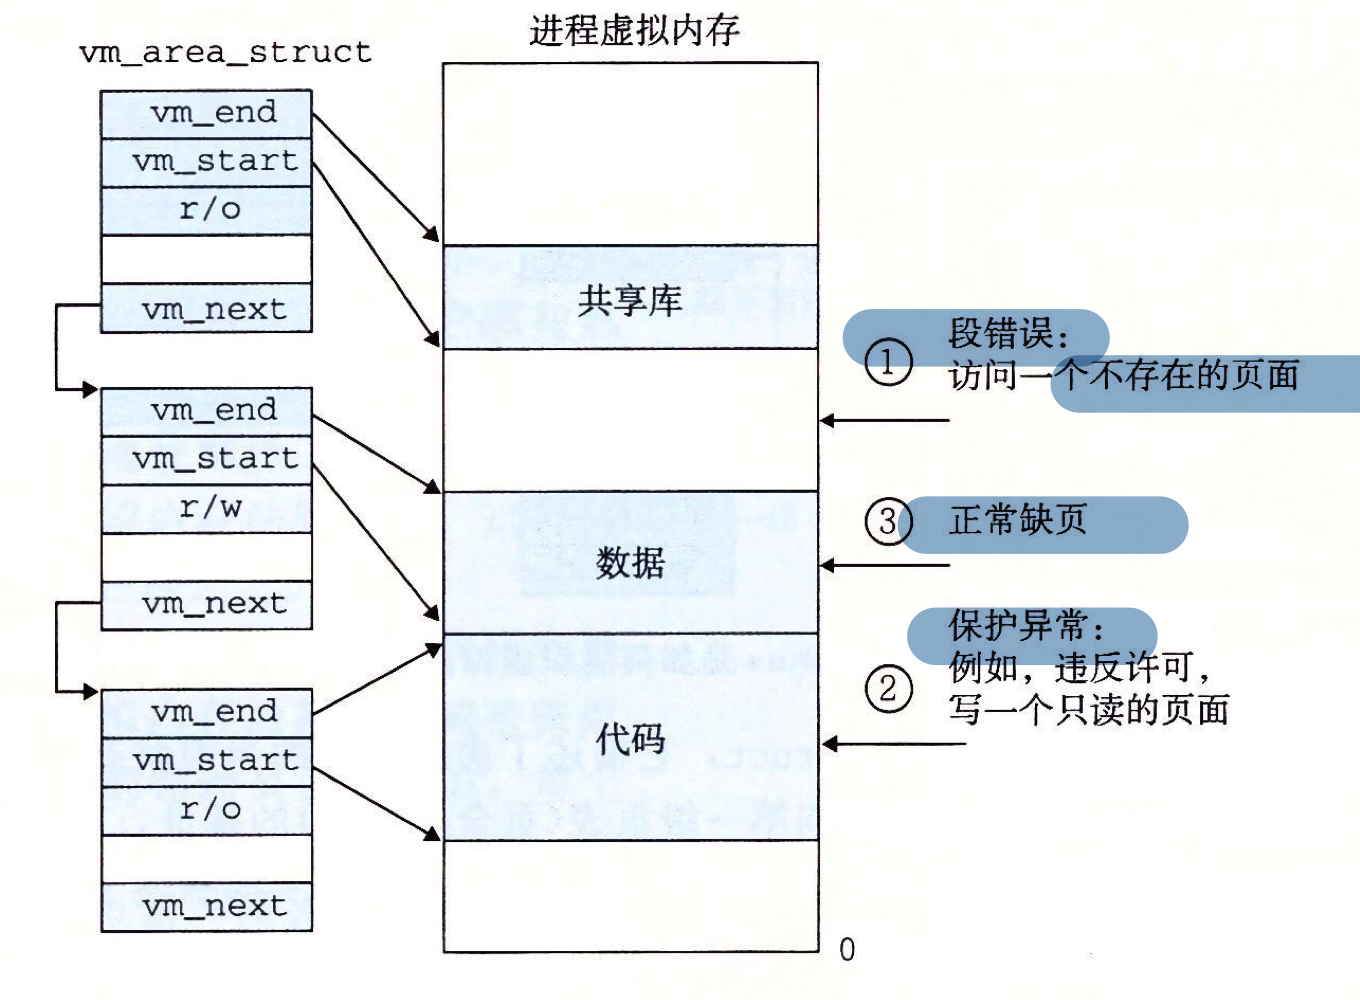 进程虚拟内存
vm_area_struct
vm_end
vm_start
r/o
vm_next
vm_end
vm_start
r/w
vm_next
vm_end
vm_start
r/o
vm_next
共享库
数据
代码
0
① 段错误：
访问一个不存在的页面
③ 正常缺页
② 保护异常：
例如，违反许可，
写一个只读的页面